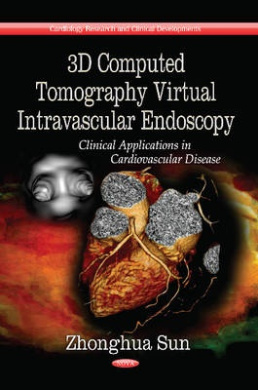 Cardiology Research and Clinical Developments
3D Computed
Tomography Virtual
Intravascular Endoscopy
Clinical Applications in
Cardiovascular Disease
Zhonghua Sun